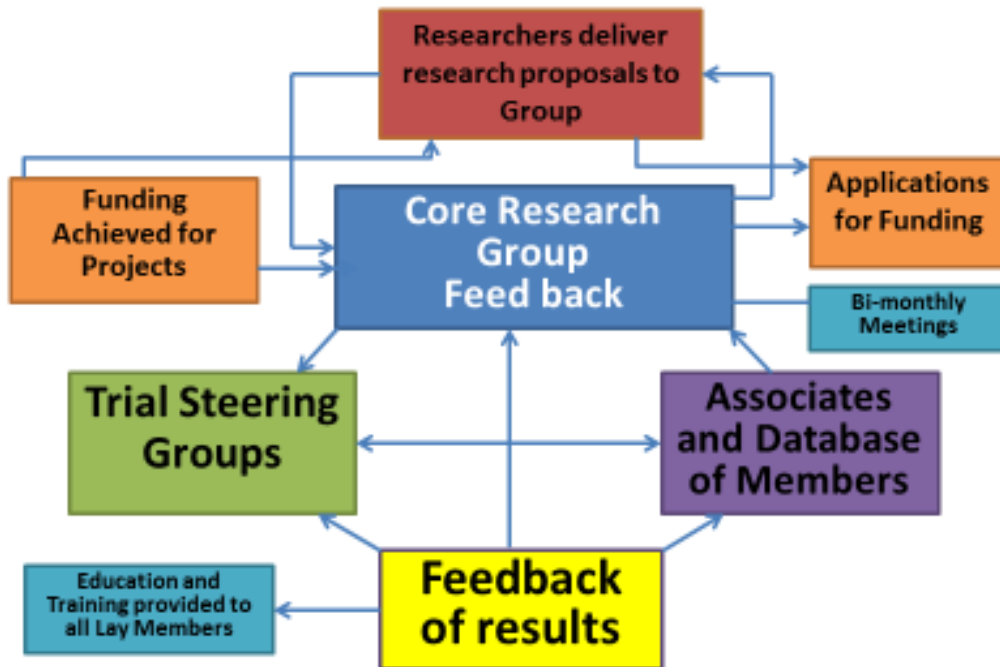 Researchers deliver
research proposals to
Group
Funding
Achieved for
Projects
Core Research
Group
Feed back
Applications
for Funding
Bi-monthly
Meetings
Trial Steering
Groups
Associates
and Database
of Members
Education and
Training provided to
all Lay Members
Feedback
of results